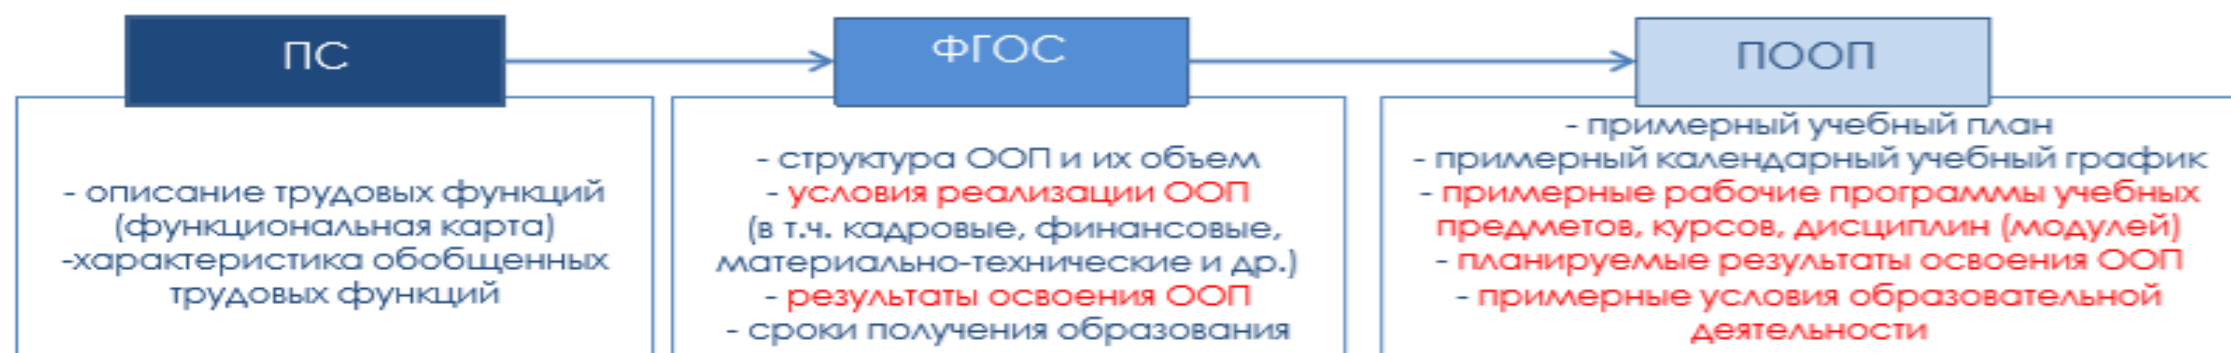 ПС
- описание трудовых функций
(функциональная карта)
-характеристика обобщенных
трудовых функций
ФГОС
- структура ООП и их объем
- условия реализации ООП
(в т.ч. кадровые, финансовые,
материально-технические и др.)
- результаты освоения ООП
- сроки получения образования
ПООП
- примерный учебный план
- примерный календарный учебный график
- примерные рабочие программы учебных
предметов, курсов, дисциплин (модулей)
- планируемые результаты освоения ООП
- примерные условия образовательной
деятельности